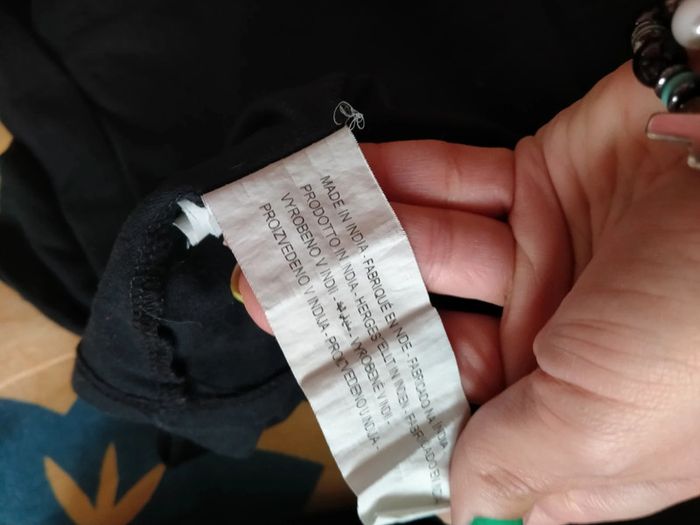 MADE IN INDIA - FABRIQUÉ EN INDE - FABRICADO NA INDIA
PRODOTTO IN INDIA - HERGESTELLT IN INDIEN - FABRICADO EN
VYROBENO V INDII - VYROBENÉ V INDII -
PROIZVEDENO V INDIJA - PROIZVEDENO U INDIJA -